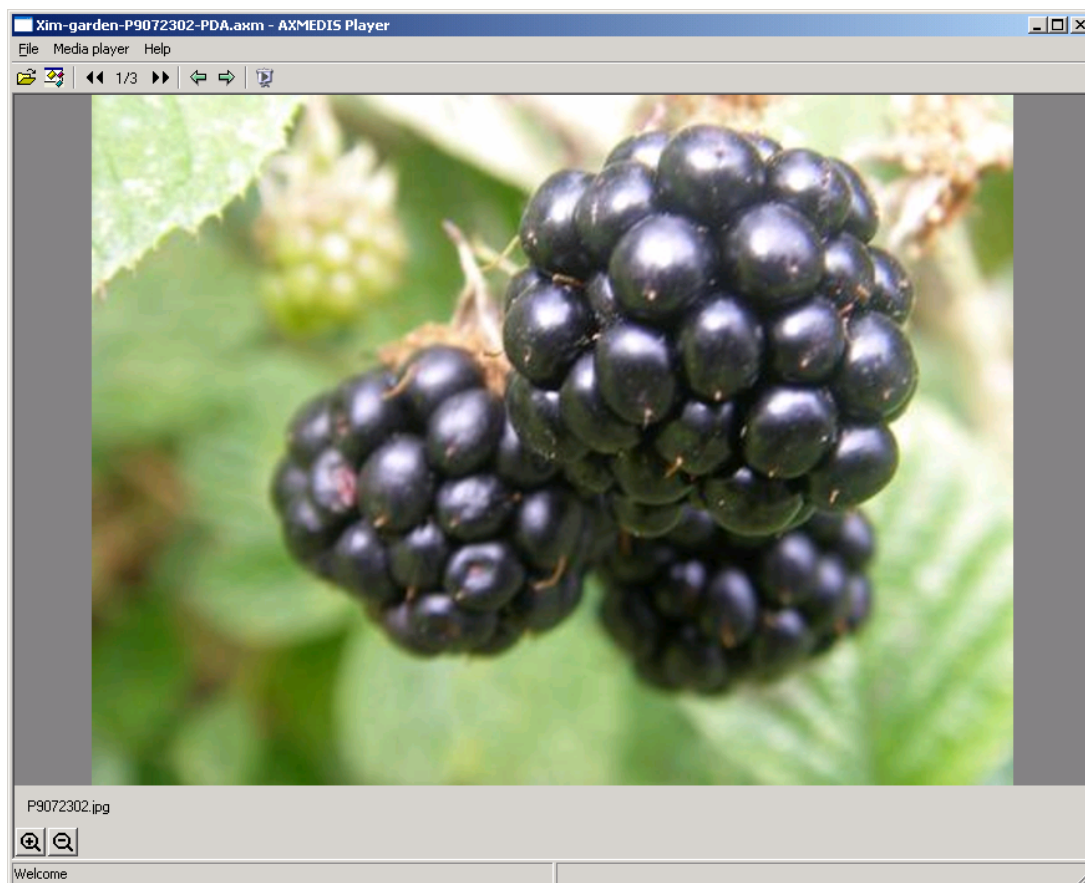 Xim-garden-P9072302-PDA.axm - AXMEDIS Player
File Media player Help
1/3
P9072302.jpg
Welcome